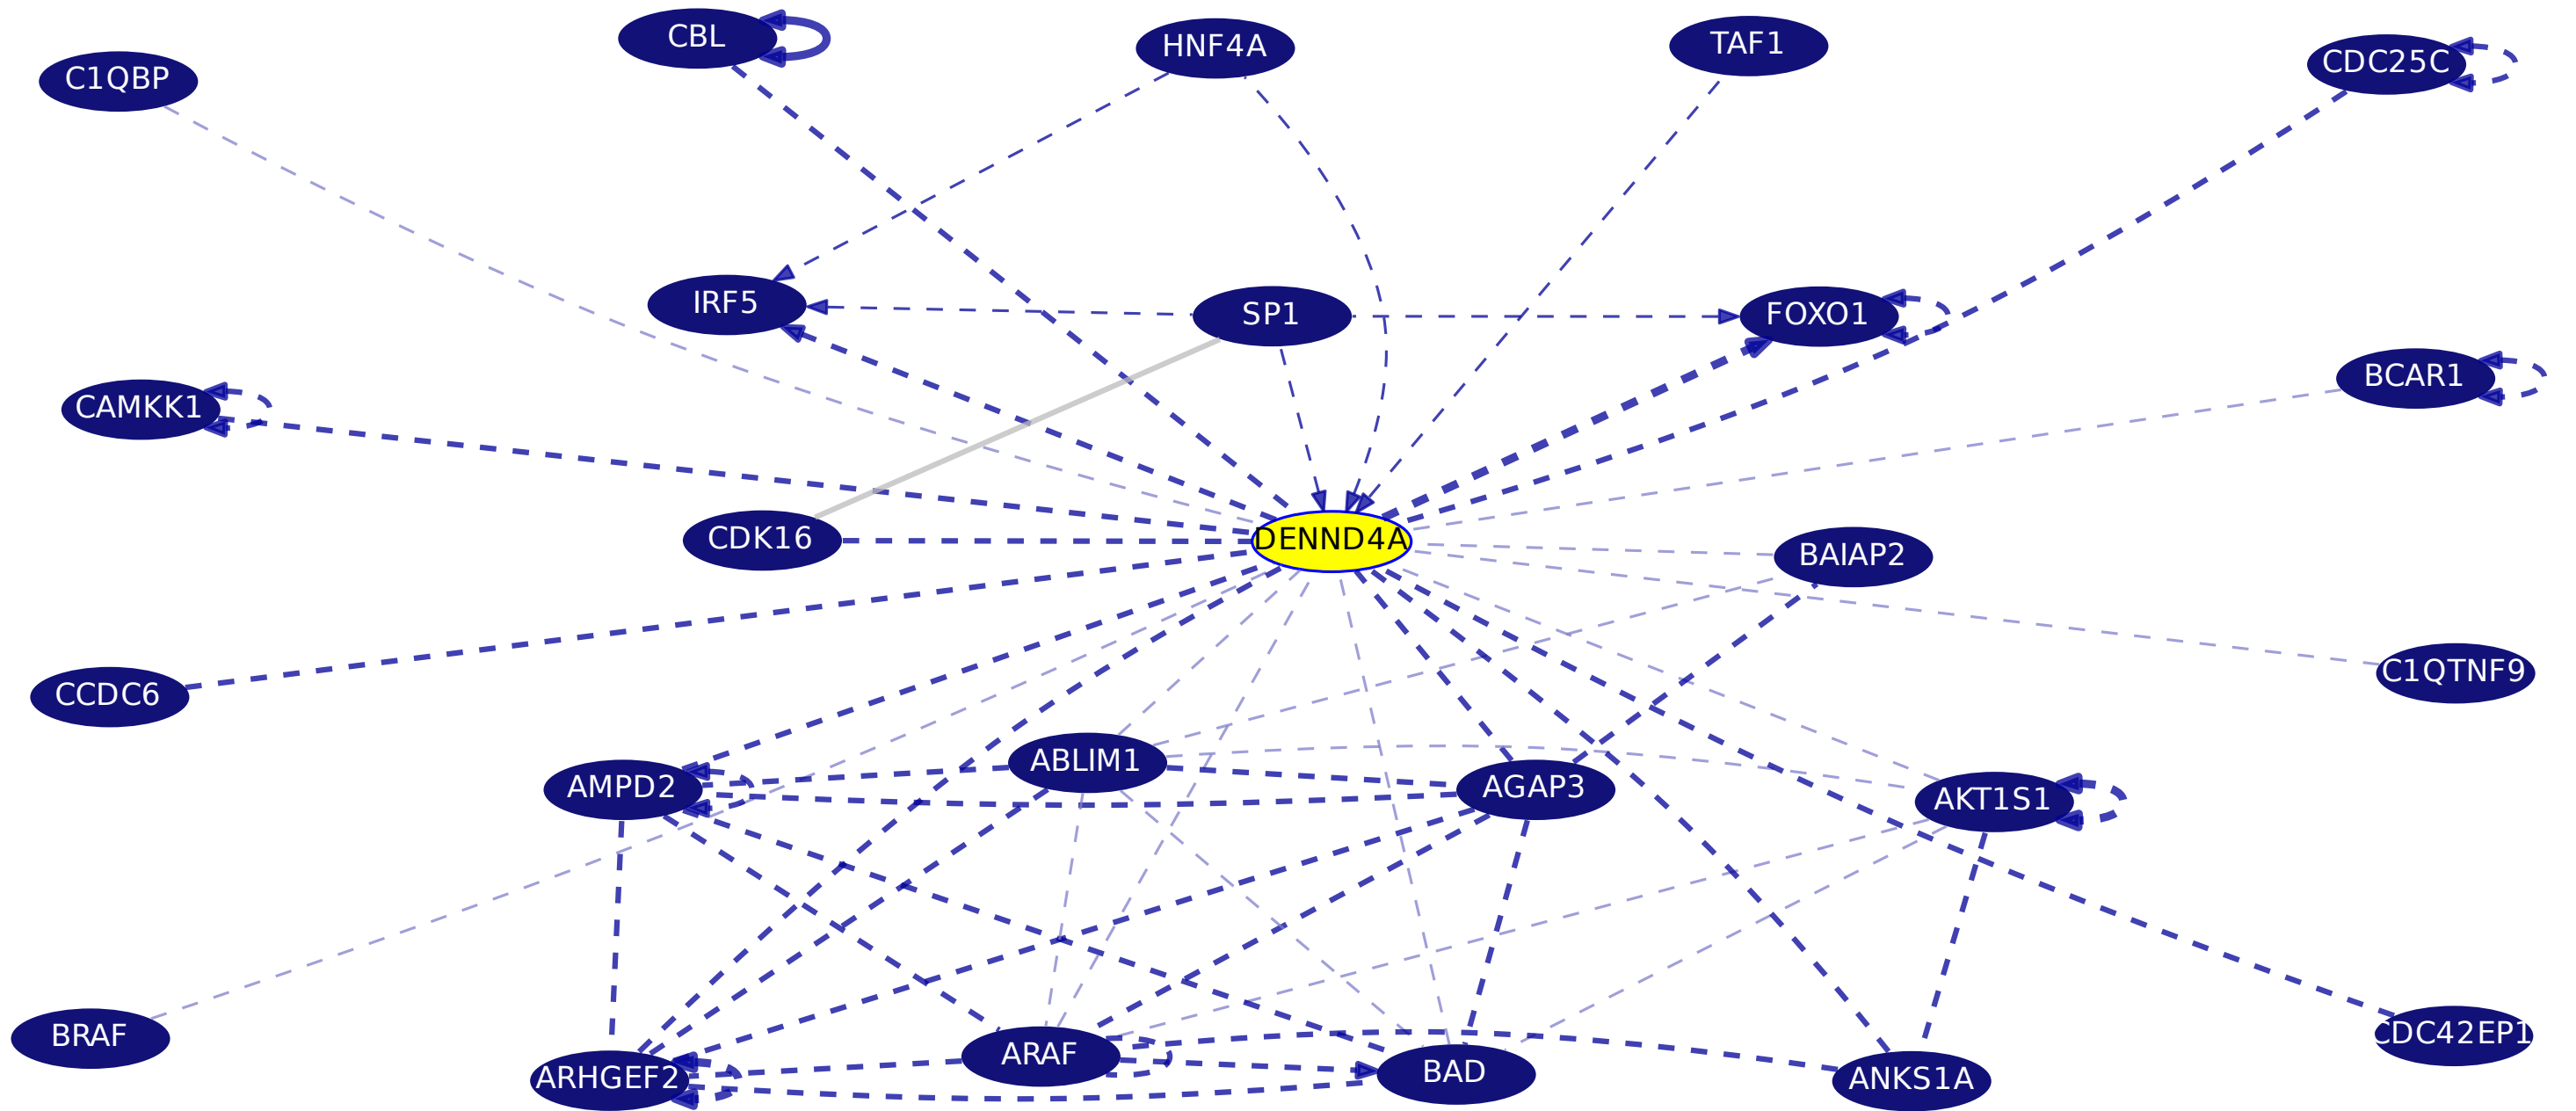 CBL
HNF4A
TAF1
CDC25C
C1QBP
IRF5
SP1
FOXO1
BCAR1
CAMKK1
CDK16
DENND4A
BAIAP2
CCDC6
C1QTNF9
AMPD2
ABLIM1
AGAP3
AKT1S1
BRAF
ARHGEF2
ARAF
BAD
ANKS1A
CDC42EP1